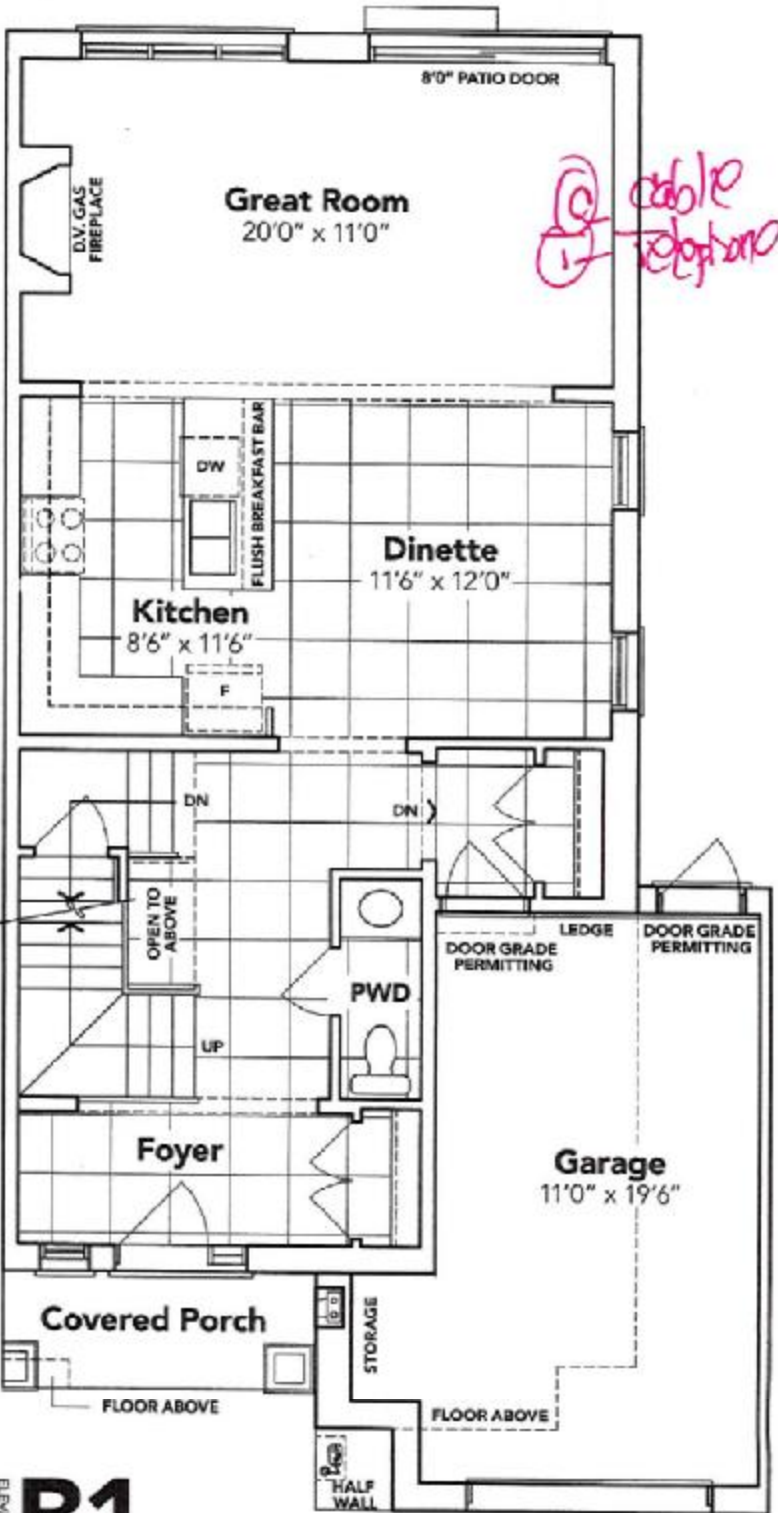 8'0" PATIO DOOR
D.V. GAS
FIREPLACE
Great Room
20'0" x 11'0"
cable
telephone
DW
FLUSH BREAKFAST BAR
Dinette
11'6" x 12'0"
Kitchen
8'6" x 11'6"
F
DN
DN
OPEN TO
ABOVE
LEDGE
DOOR GRADE
PERMITTING
DOOR GRADE
PERMITTING
PWD
UP
Foyer
Garage
11'0" x 19'6"
Covered Porch
STORAGE
FLOOR ABOVE
FLOOR ABOVE
HALF
WALL
B1